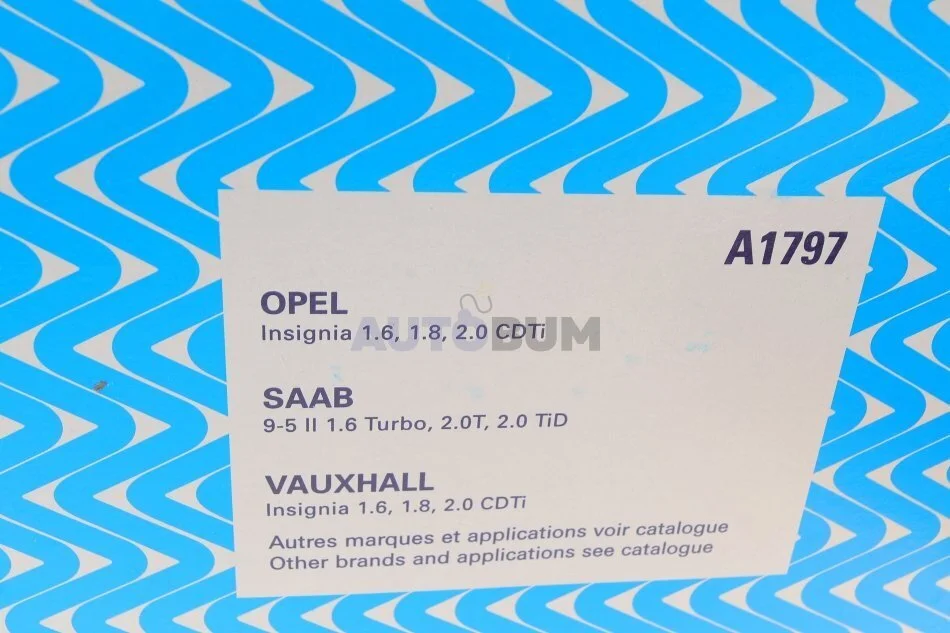 A1797
OPEL
Insignia 1.6, 1.8, 2.0 CDTi
AUTODUM
SAAB
9-5 II 1.6 Turbo, 2.0T, 2.0 TiD
VAUXHALL
Insignia 1.6, 1.8, 2.0 CDTi
Autres marques et applications voir catalogue
Other brands and applications see catalogue